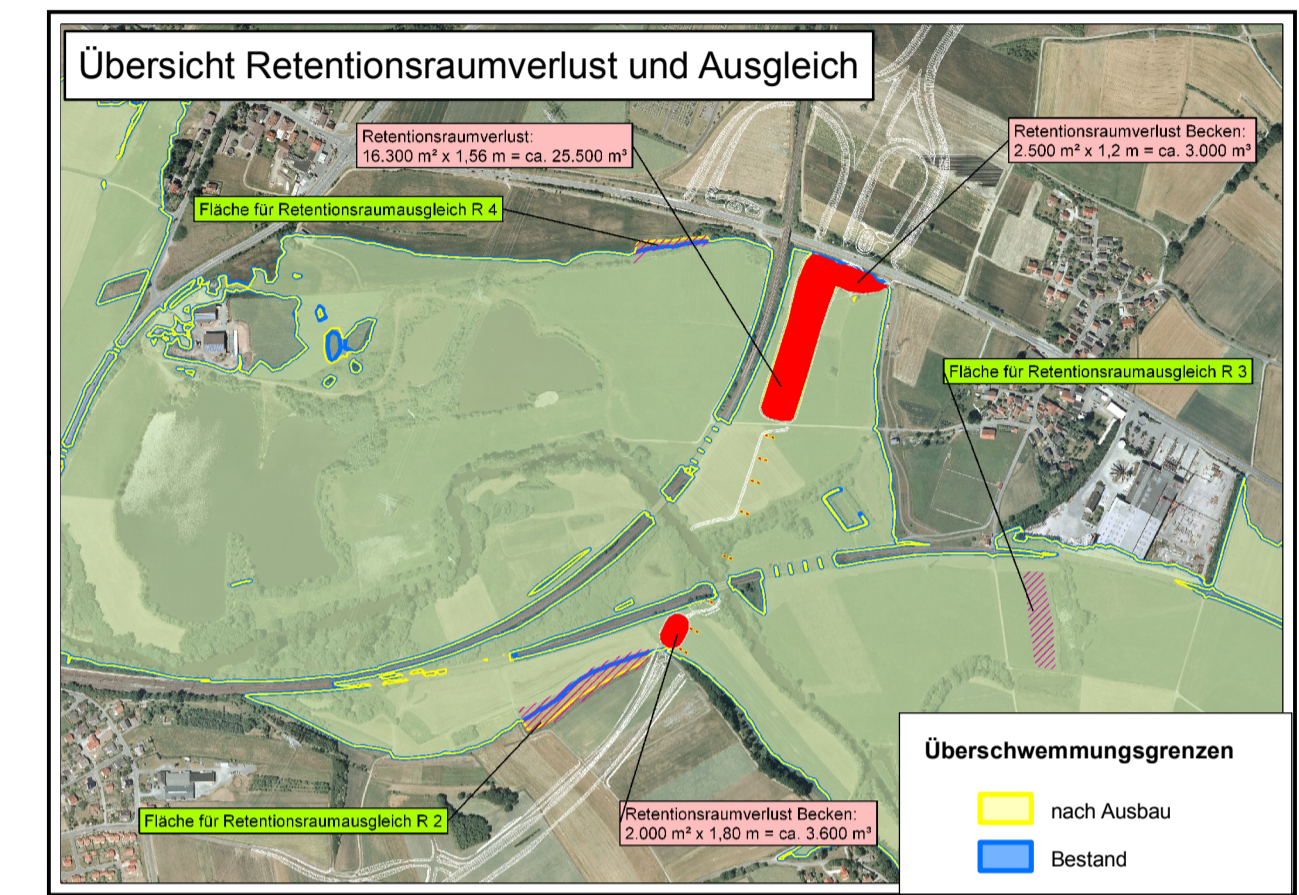 Übersicht Retentionsraumverlust und Ausgleich
Retentionsraumverlust:
16.300 m² x 1,56 m = ca. 25.500 m³
Retentionsraumverlust Becken:
2.500 m² x 1,2 m = ca. 3.000 m³
Fläche für Retentionsraumausgleich R 4
Fläche für Retentionsraumausgleich R 3
Fläche für Retentionsraumausgleich R 2
Retentionsraumverlust Becken:
2.000 m² x 1,80 m = ca. 3.600 m³
Überschwemmungsgrenzen
nach Ausbau
Bestand